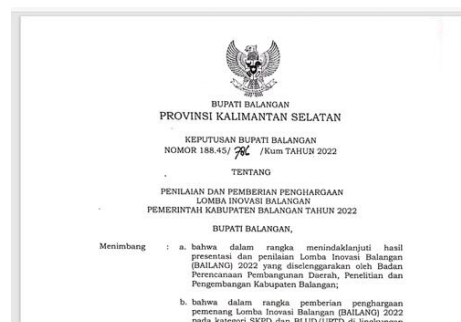 BUPATI BALANGAN
PROVINSI KALIMANTAN SELATAN
KEPUTUSAN BUPATI BALANGAN
NOMOR 188.45/ 786 /Kum TAHUN 2022
TENTANG
PENILAIAN DAN PEMBERIAN PENGHARGAAN
LOMBA INOVASI BALANGAN
PEMERINTAH KABUPATEN BALANGAN TAHUN 2022
BUPATI BALANGAN,
Menimbang : a. bahwa dalam rangka menindaklanjuti hasil
presentasi dan penilaian Lomba Inovasi Balangan
(BAILANG) 2022 yang diselenggarakan oleh Badan
Perencanaan Pembangunan Daerah, Penelitian dan
Pengembangan Kabupaten Balangan;
b. bahwa dalam rangka pemberian penghargaan
pemenang Lomba Inovasi Balangan (BAILANG) 2022
pada kategori SKPD dan BLUD/UPTD di lingkungan